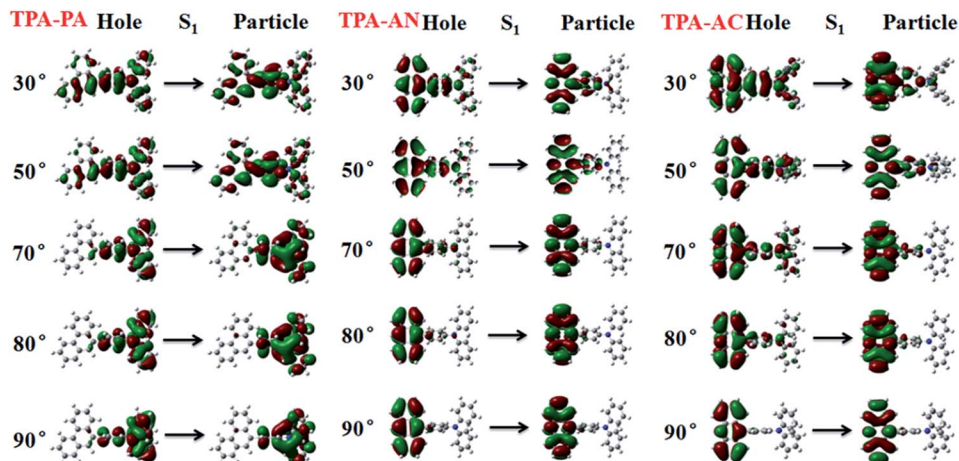 TPA-PA Hole S₁ Particle TPA-AN Hole S₁ Particle TPA-AC Hole S₁ Particle
30° 30° 30°
50° 50° 50°
70° 70° 70°
80° 80° 80°
90° 90° 90°